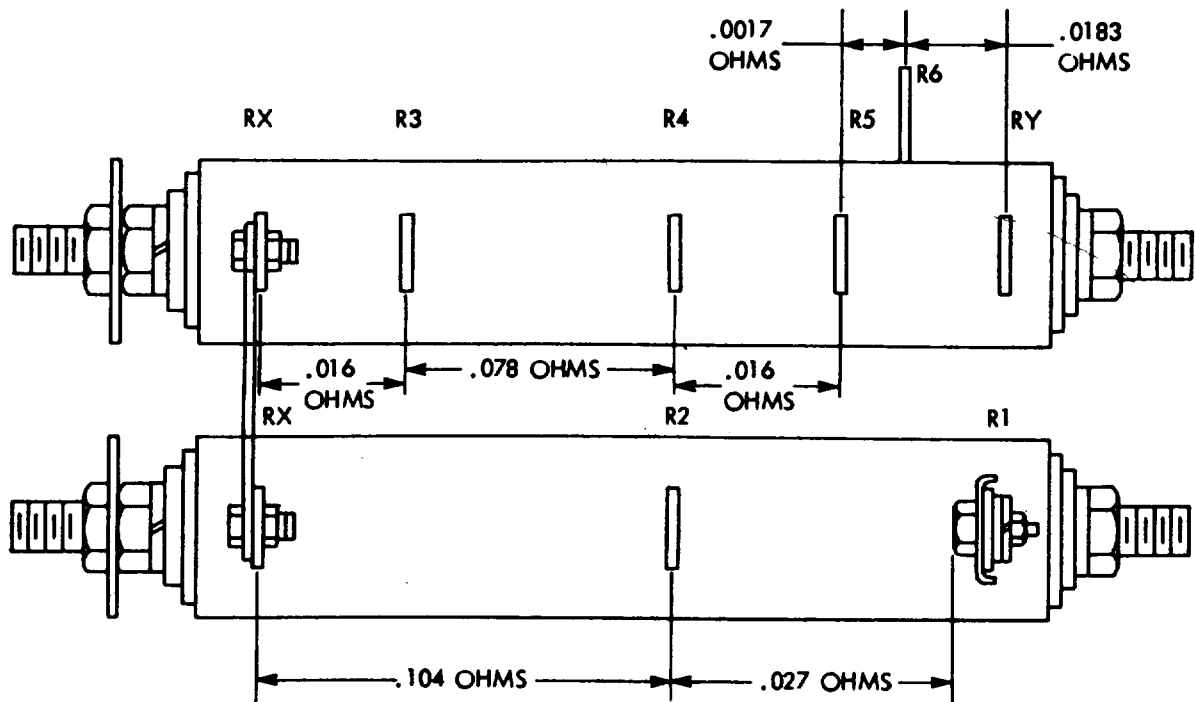 .0017
OHMS
.0183
OHMS
R6
RX
R3
R4
R5
RY
.016
OHMS
.078 OHMS
.016
OHMS
RX
R2
R1
.104 OHMS
.027 OHMS